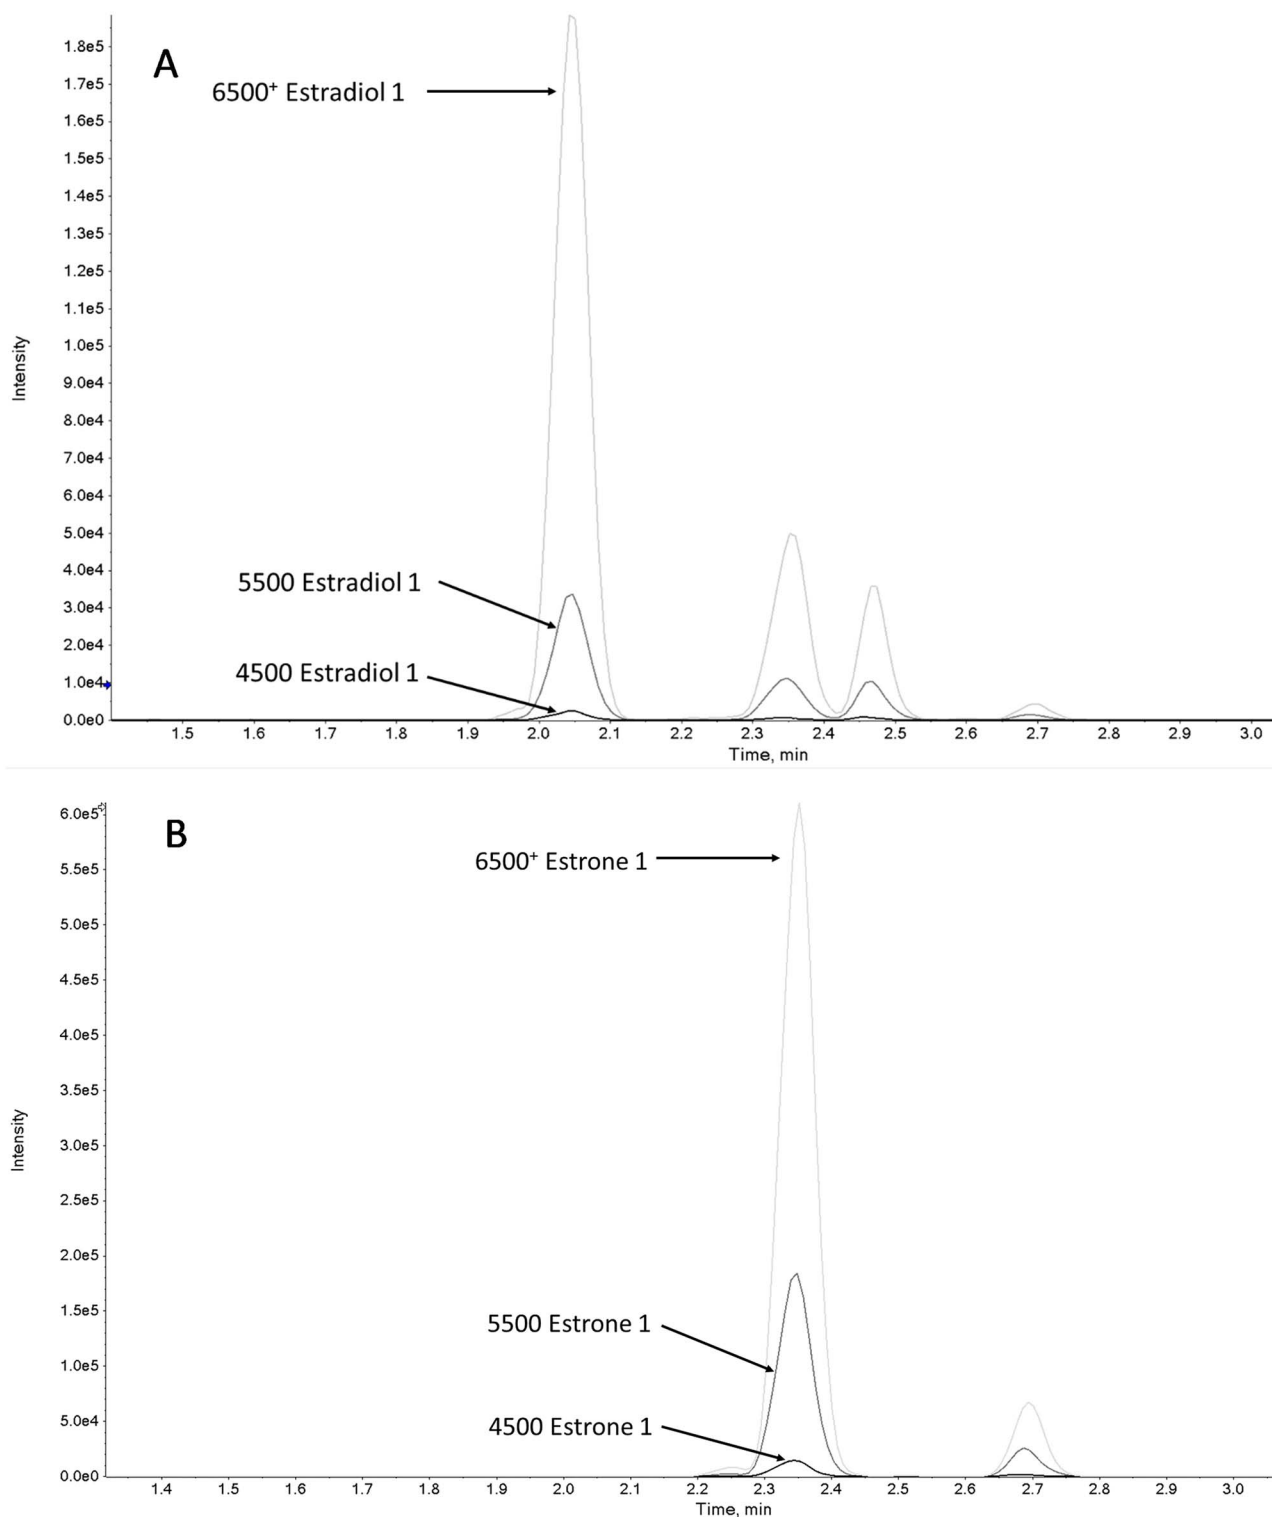 A
1.8e5
1.7e5
6500+ Estradiol 1
1.6e5
1.5e5
1.4e5
1.3e5
1.2e5
1.1e5
1.0e5
Intensity
9.0e4
8.0e4
7.0e4
6.0e4
5.0e4
4.0e4
5500 Estradiol 1
3.0e4
2.0e4
4500 Estradiol 1
1.0e4
0.0e0
1.5 1.6 1.7 1.8 1.9 2.0 2.1 2.2 2.3 2.4 2.5 2.6 2.7 2.8 2.9 3.0
Time, min
B
6.0e5
6500+ Estrone 1
5.5e5
5.0e5
4.5e5
4.0e5
3.5e5
Intensity
3.0e5
2.5e5
2.0e5
1.5e5
5500 Estrone 1
1.0e5
5.0e4
4500 Estrone 1
0.0e0
1.4 1.5 1.6 1.7 1.8 1.9 2.0 2.1 2.2 2.3 2.4 2.5 2.6 2.7 2.8 2.9 3.0
Time, min